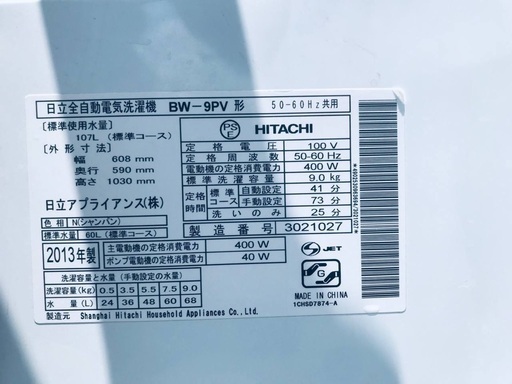 日立全自動電気洗濯機 BW-9PV 形 50-60Hz共用
[標準使用水量]
107L (標準コース)
[外形寸法]
幅 608 mm
奥行 590 mm
高さ 1030 mm
日立アプライアンス(株)
色相 N(シャンパン)
標準水量 60L (標準コース)
2013年製
PS E HITACHI
定格電圧 100 V
定格周波数 50-60 Hz
電動機の定格消費電力 400 W
標準洗濯容量 9.0 kg
定格時間 標準コース 自動設定 41 分
手動設定 73 分
洗いのみ 25 分
製造番号 3021027
主電動機の定格消費電力 400 W
ポンプ電動機の定格消費電力 40 W
JET
洗濯容量と水量 (手動設定の水量)
洗濯容量(kg) 0.5 3.5 5.5 7.5 9.0
水量(L) 24 36 48 60 68
G
1CHSD7874-A
製造元 Shanghai Hitachi Household Appliances Co., Ltd.